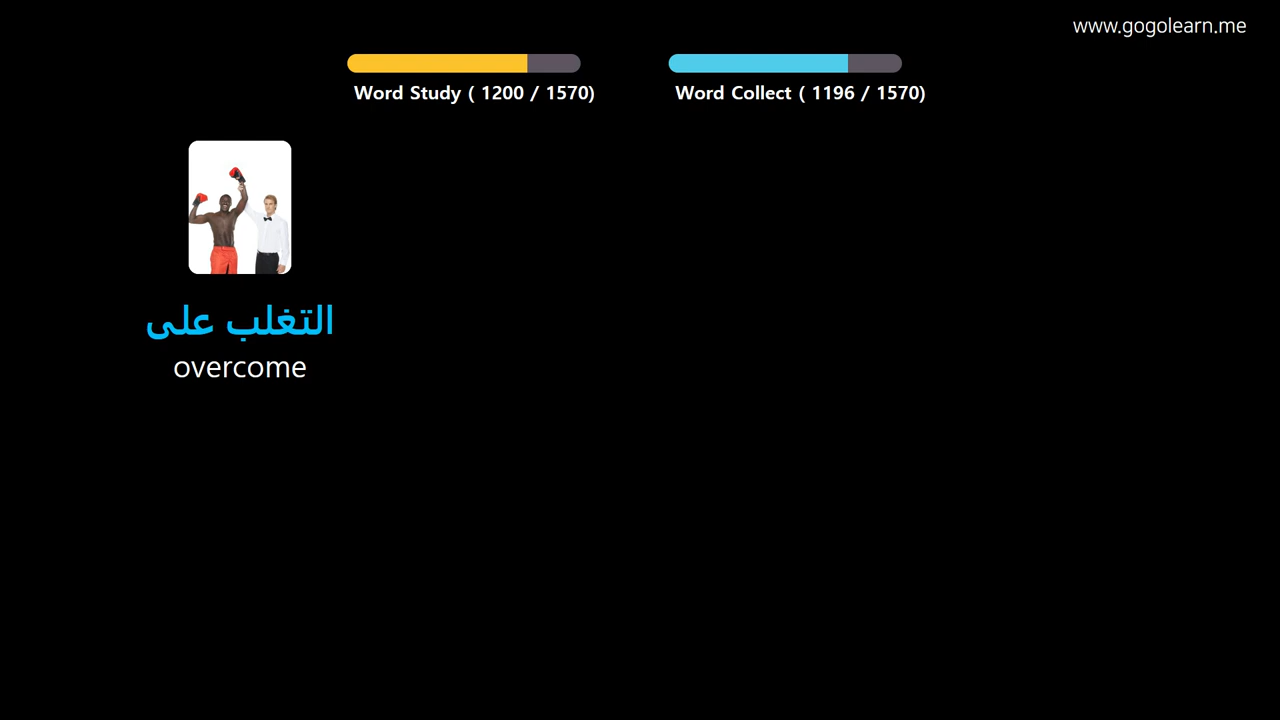 www.gogolearn.me
Word Study ( 1200 / 1570)
Word Collect ( 1196 / 1570)
التغلب على
overcome